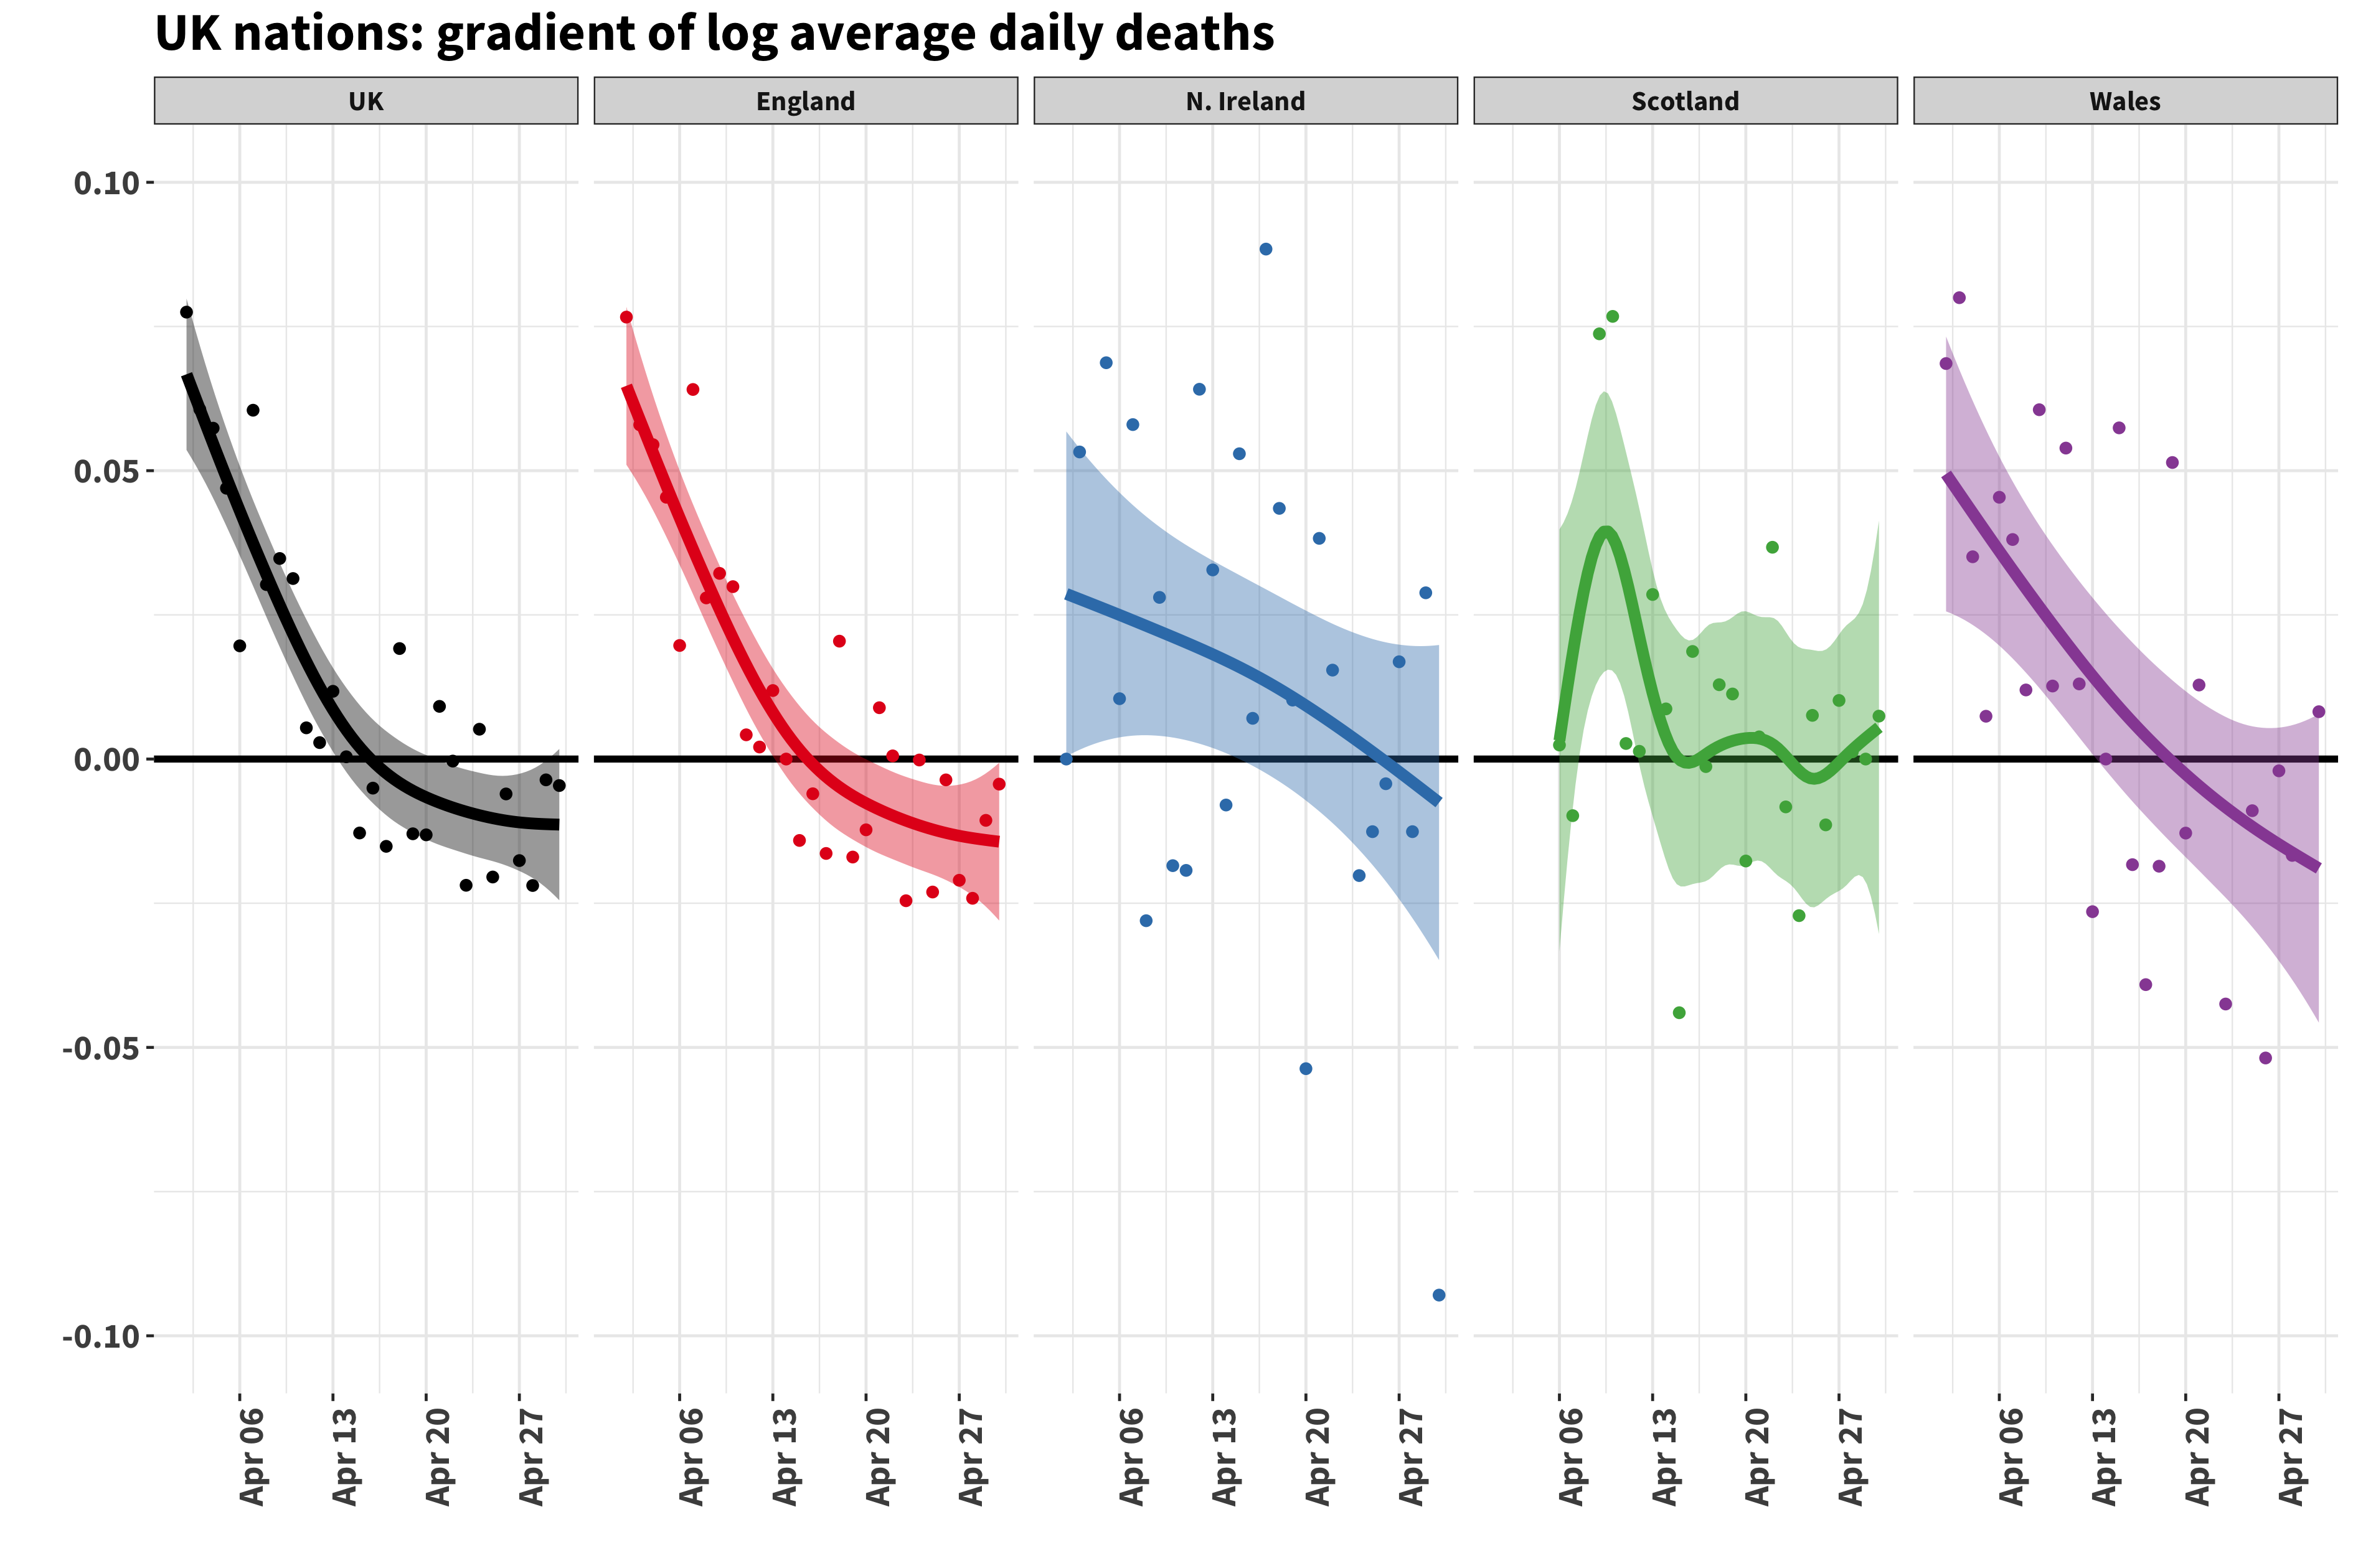 UK nations: gradient of log average daily deaths
UK England N. Ireland Scotland Wales
0.10
0.05
0.00
-0.05
-0.10
Apr 06 Apr 13 Apr 20 Apr 27 Apr 06 Apr 13 Apr 20 Apr 27 Apr 06 Apr 13 Apr 20 Apr 27 Apr 06 Apr 13 Apr 20 Apr 27 Apr 06 Apr 13 Apr 20 Apr 27